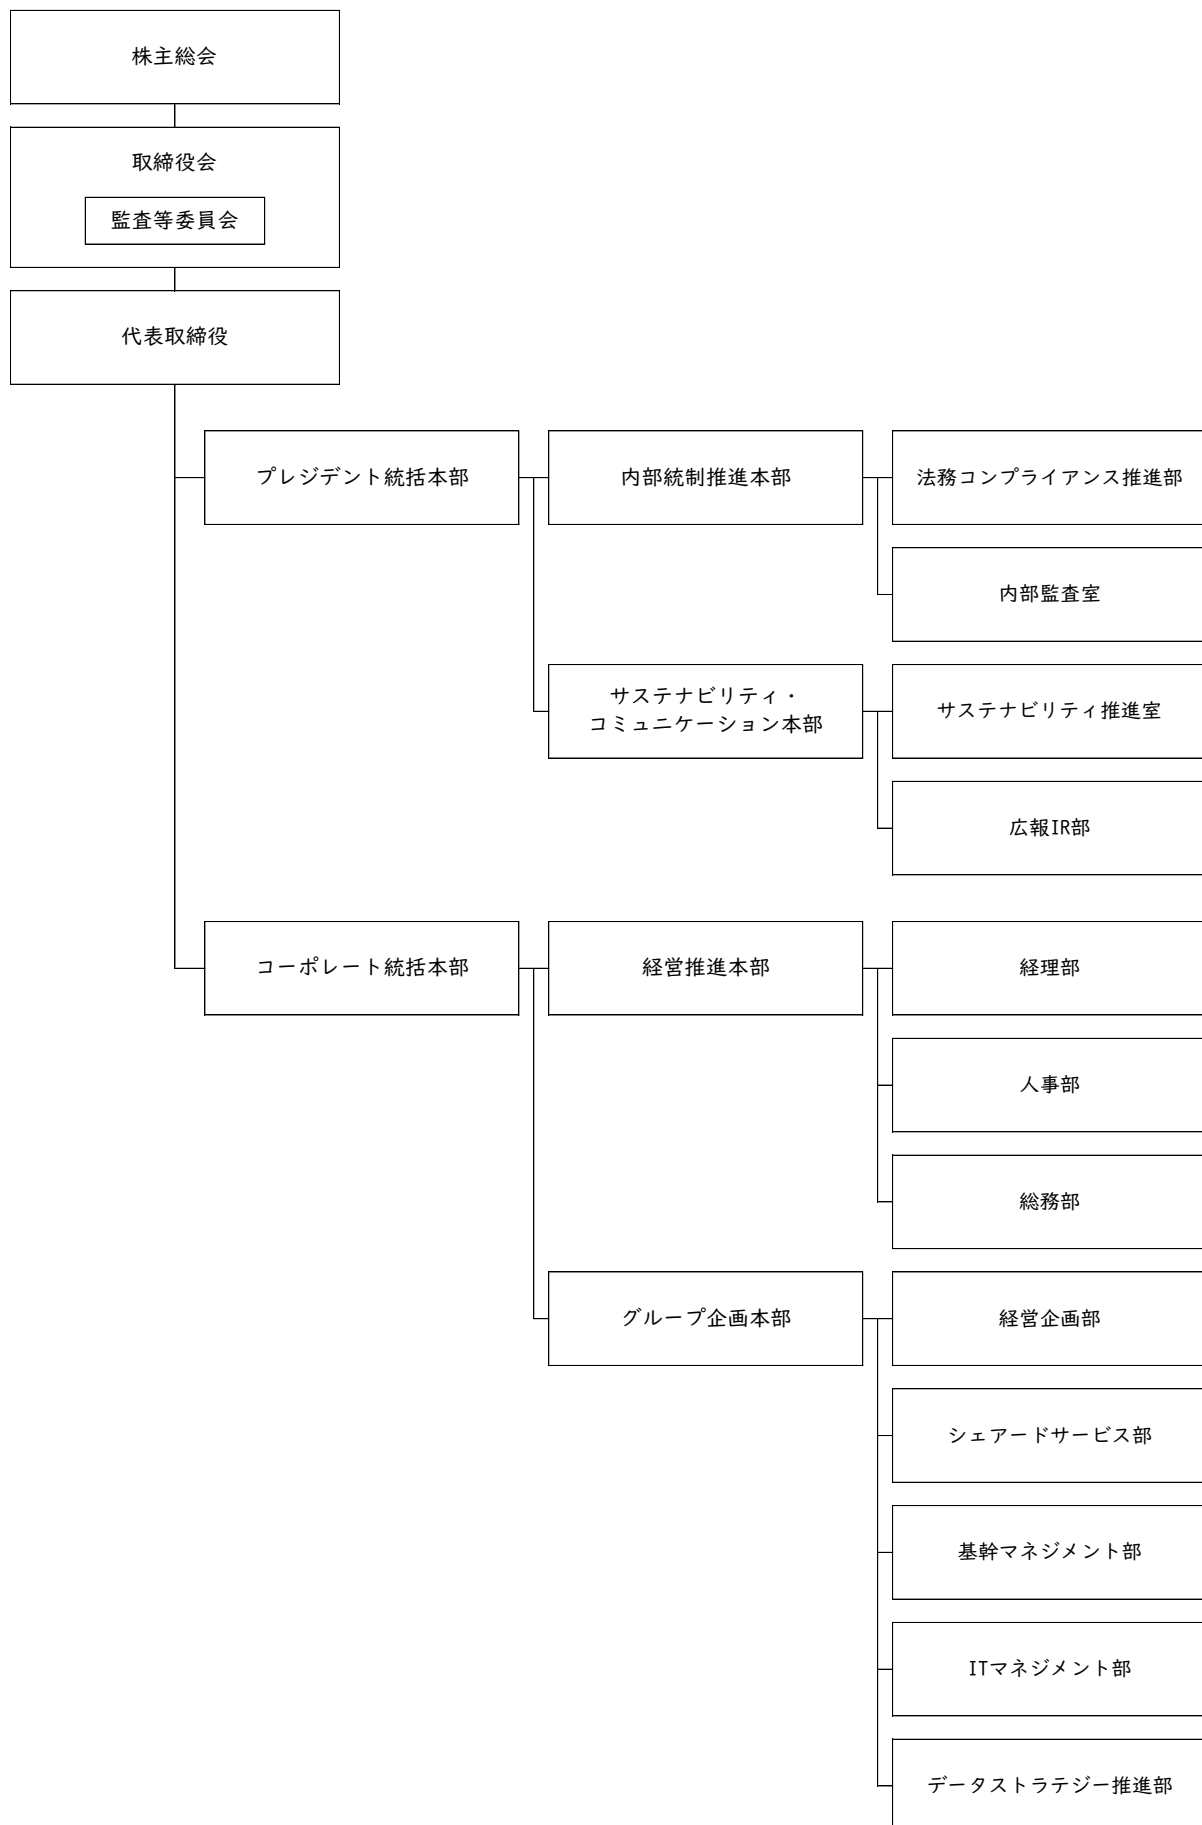 株主総会
取締役会
監査等委員会
代表取締役
プレジデント統括本部
内部統制推進本部
法務コンプライアンス推進部
内部監査室
サステナビリティ・
コミュニケーション本部
サステナビリティ推進室
広報IR部
コーポレート統括本部
経営推進本部
経理部
人事部
総務部
グループ企画本部
経営企画部
シェアードサービス部
基幹マネジメント部
ITマネジメント部
データストラテジー推進部